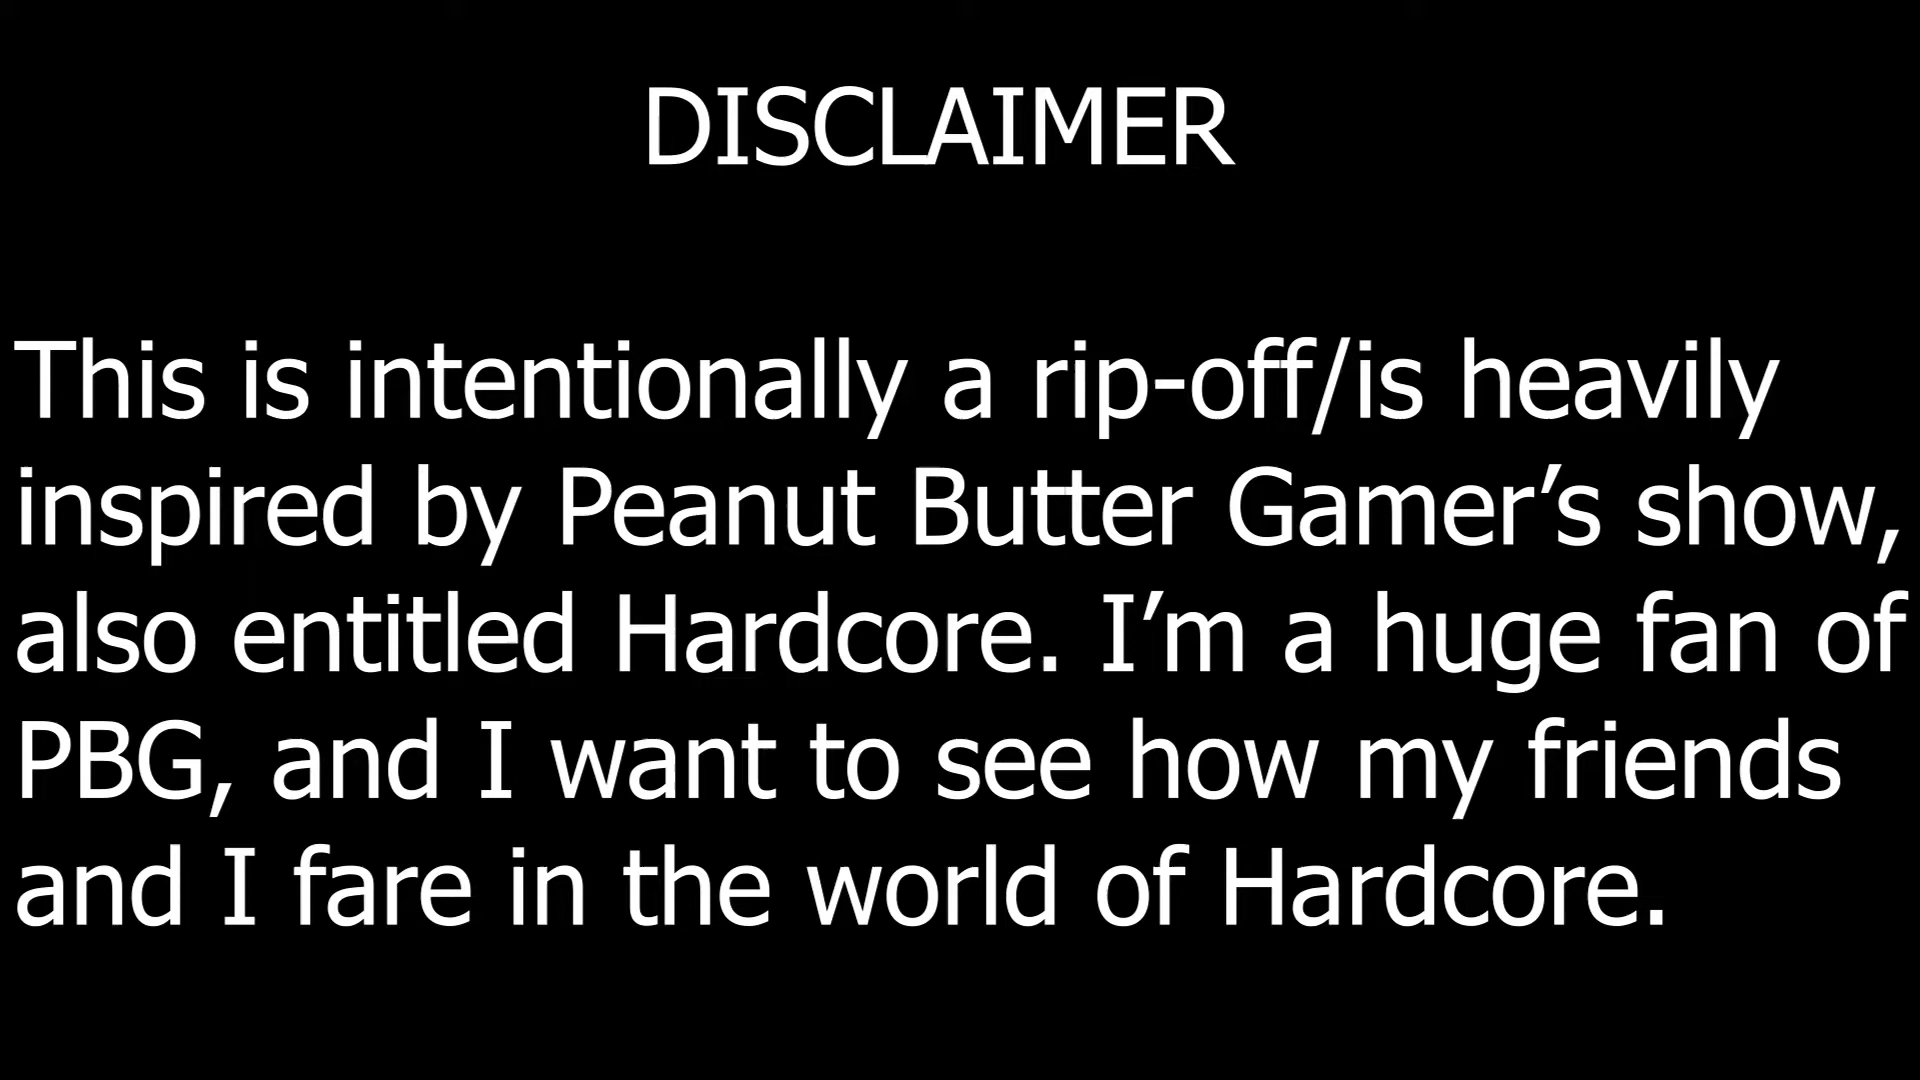 DISCLAIMER
This is intentionally a rip-off/is heavily
inspired by Peanut Butter Gamer’s show,
also entitled Hardcore. I’m a huge fan of
PBG, and I want to see how my friends
and I fare in the world of Hardcore.